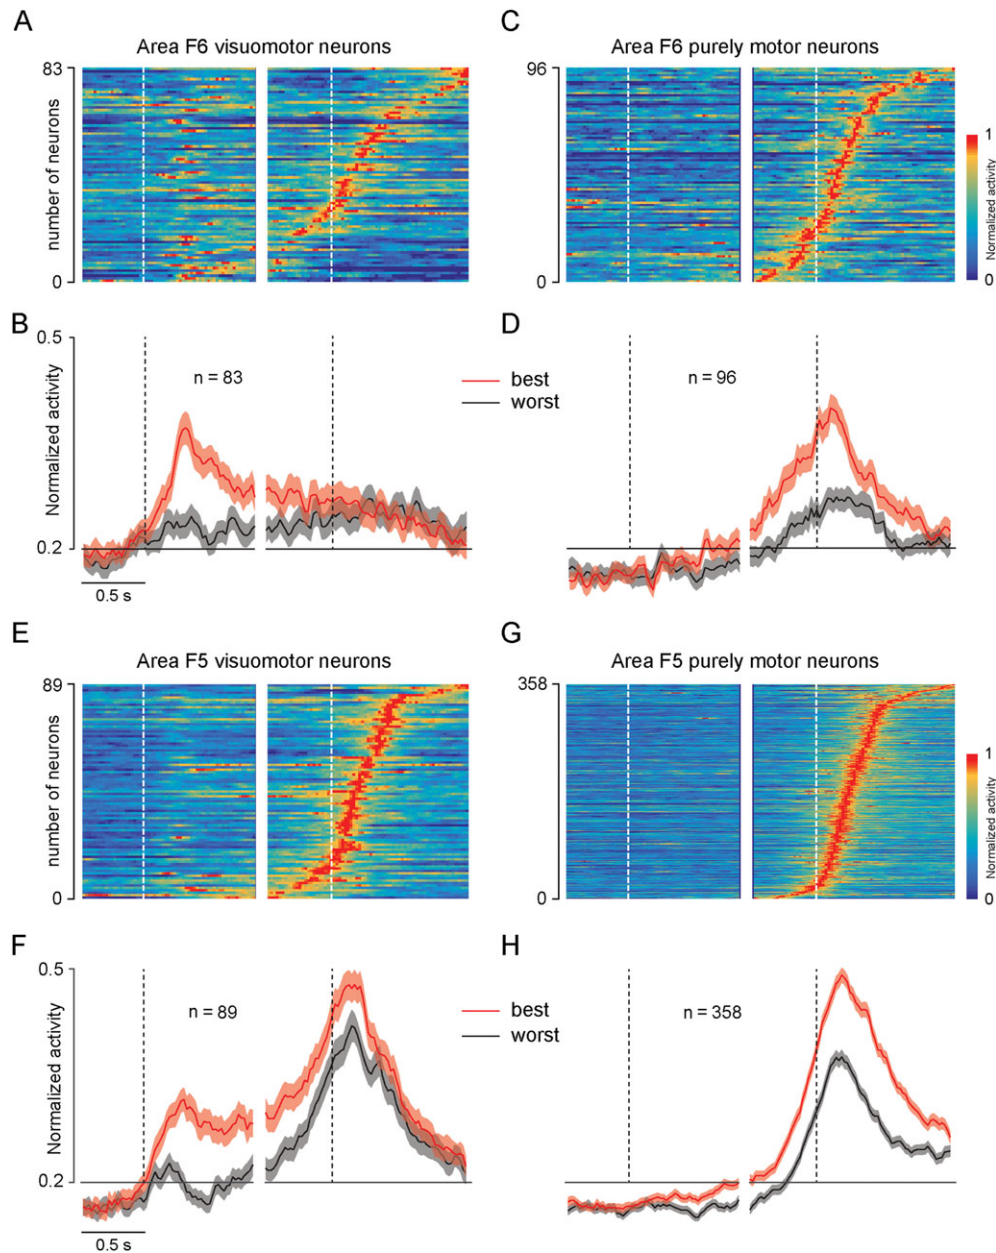 A
Area F6 visuomotor neurons
83
number of neurons
0
C
Area F6 purely motor neurons
96
0
1
Normalized activity
0
B
0.5
Normalized activity
0.2
n = 83
0.5 s
best
worst
D
n = 96
E
Area F5 visuomotor neurons
89
number of neurons
0
G
Area F5 purely motor neurons
358
0
1
Normalized activity
0
F
0.5
Normalized activity
0.2
n = 89
0.5 s
best
worst
H
n = 358